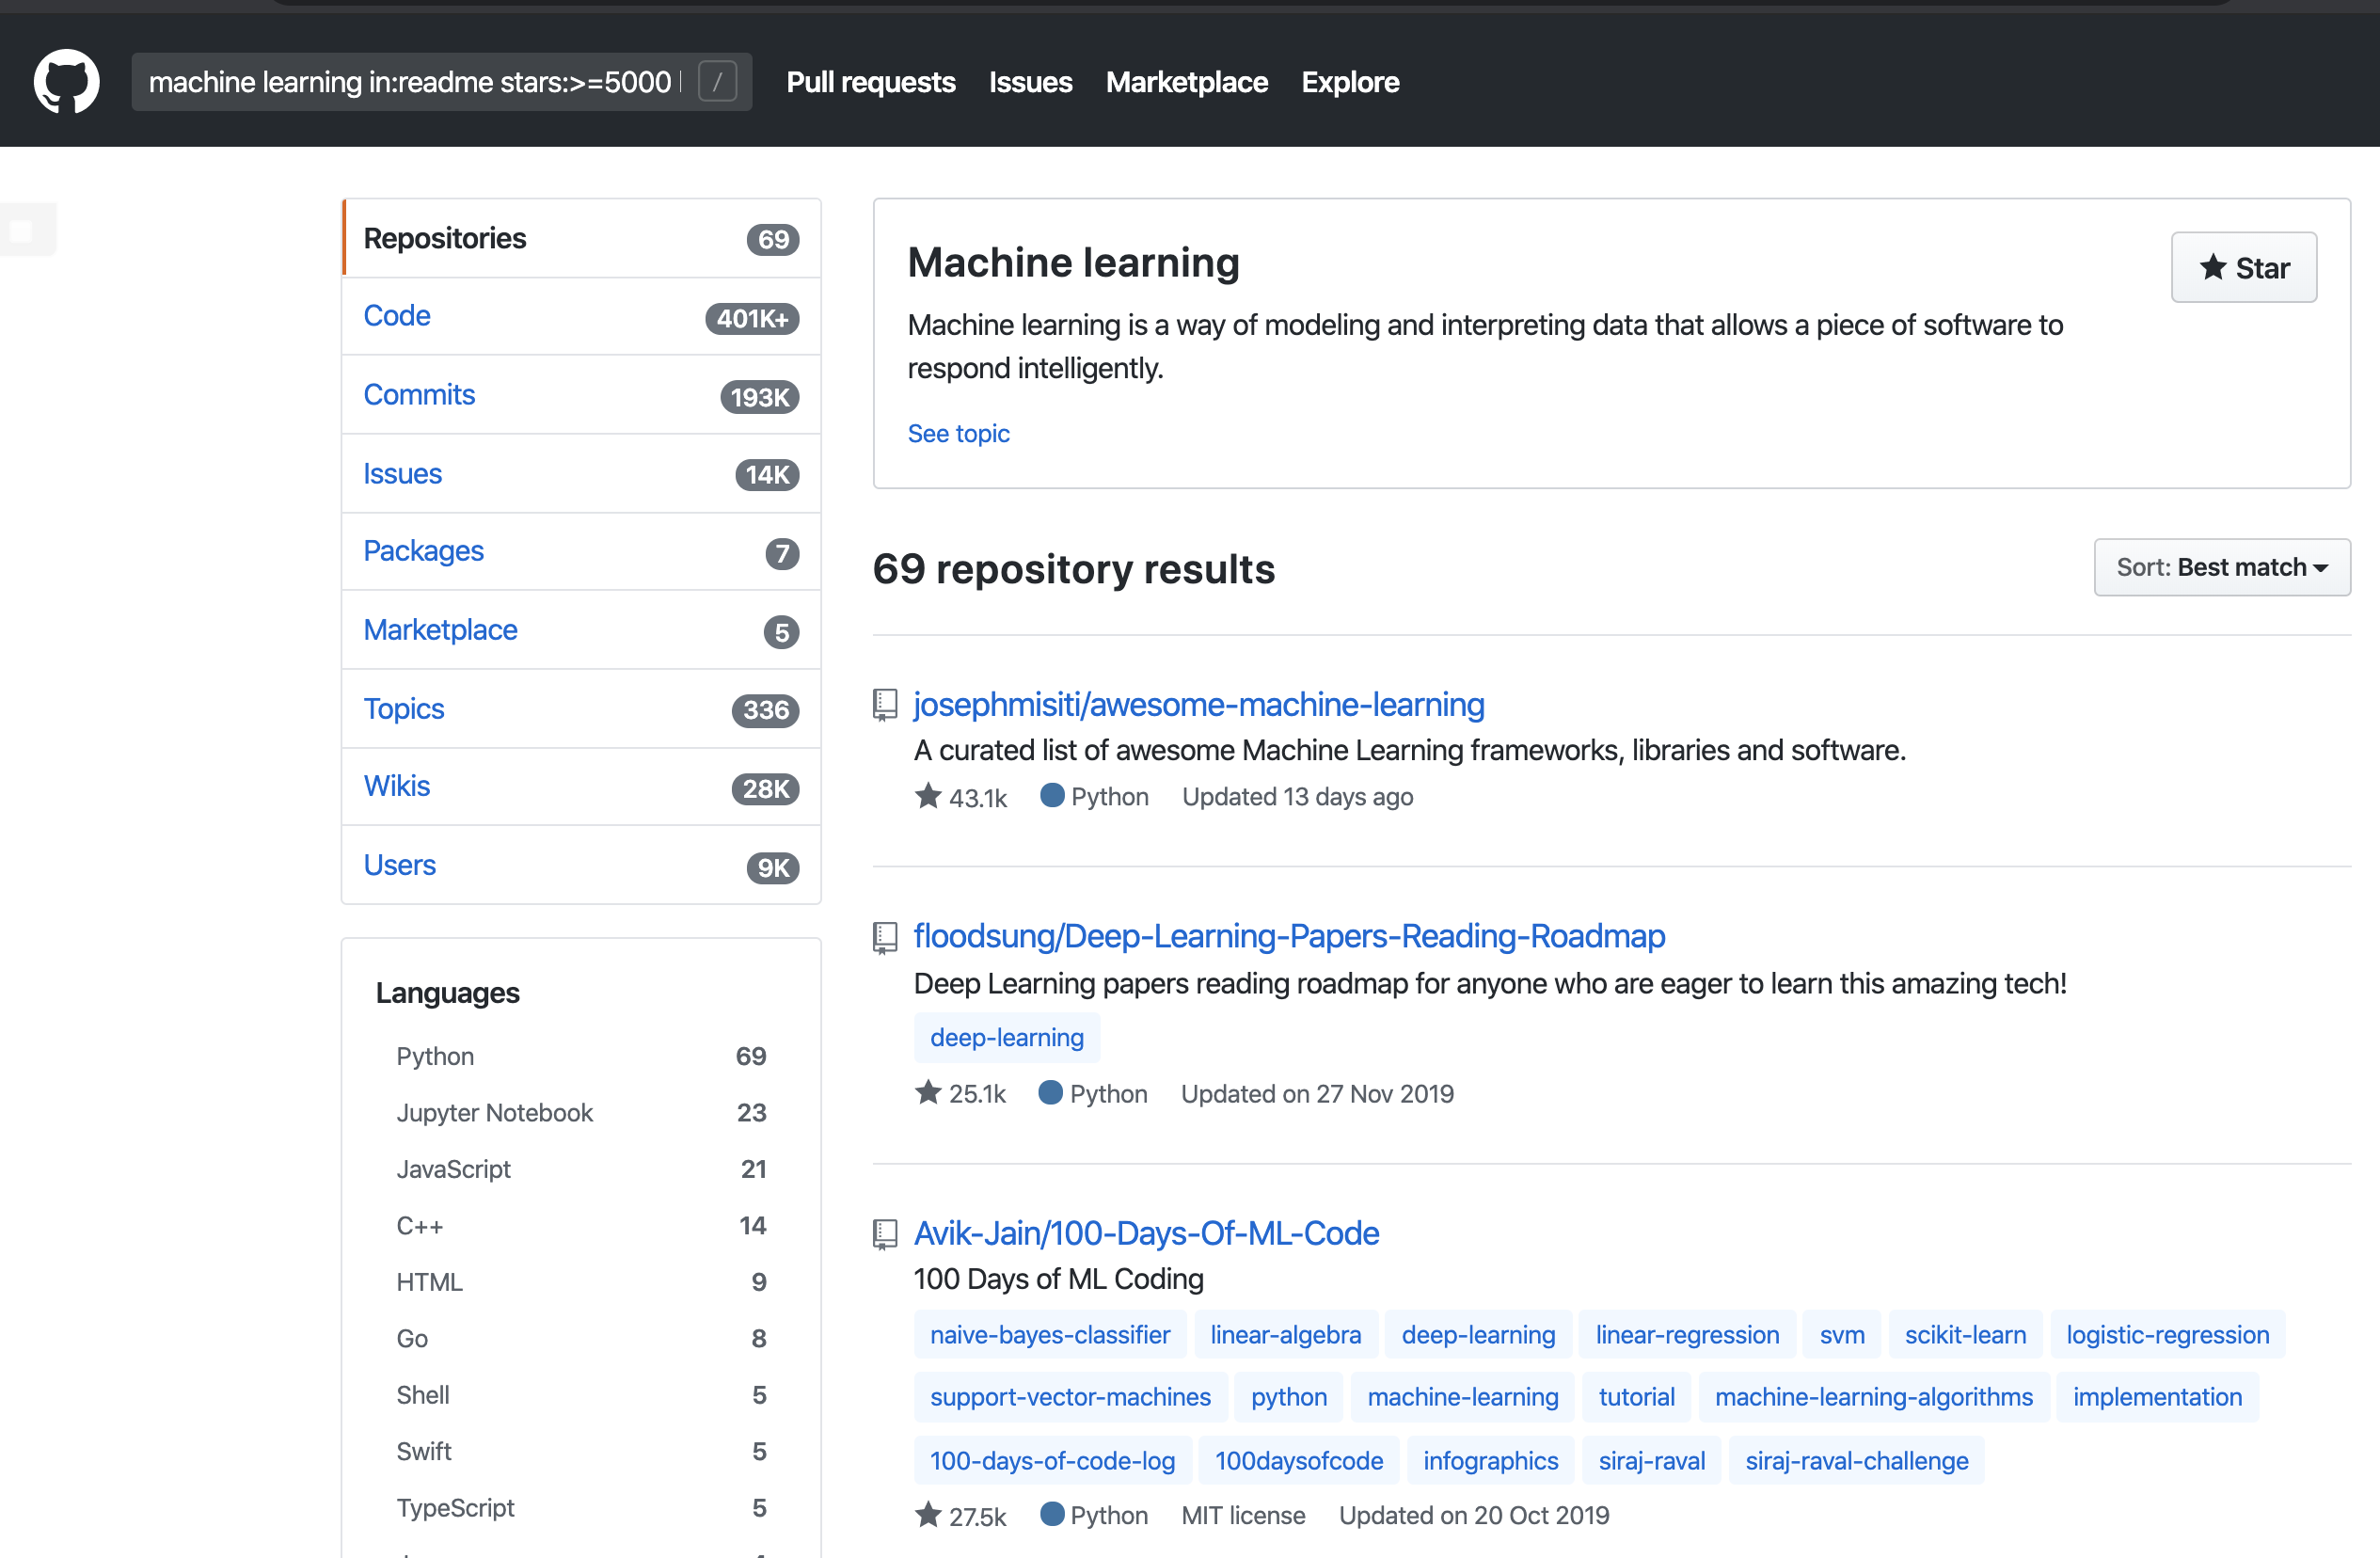 machine learning in:readme stars:>=5000 /
Pull requests Issues Marketplace Explore
Repositories 69
Code 401K+
Commits 193K
Issues 14K
Packages 7
Marketplace 5
Topics 336
Wikis 28K
Users 9K
Languages
Python 69
Jupyter Notebook 23
JavaScript 21
C++ 14
HTML 9
Go 8
Shell 5
Swift 5
TypeScript 5
Machine learning
Star
Machine learning is a way of modeling and interpreting data that allows a piece of software to
respond intelligently.
See topic
69 repository results
Sort: Best match
josephmisiti/awesome-machine-learning
A curated list of awesome Machine Learning frameworks, libraries and software.
43.1k Python Updated 13 days ago
floodsung/Deep-Learning-Papers-Reading-Roadmap
Deep Learning papers reading roadmap for anyone who are eager to learn this amazing tech!
deep-learning
25.1k Python Updated on 27 Nov 2019
Avik-Jain/100-Days-Of-ML-Code
100 Days of ML Coding
naive-bayes-classifier linear-algebra deep-learning linear-regression svm scikit-learn logistic-regression
support-vector-machines python machine-learning tutorial machine-learning-algorithms implementation
100-days-of-code-log 100daysofcode infographics siraj-raval siraj-raval-challenge
27.5k Python MIT license Updated on 20 Oct 2019